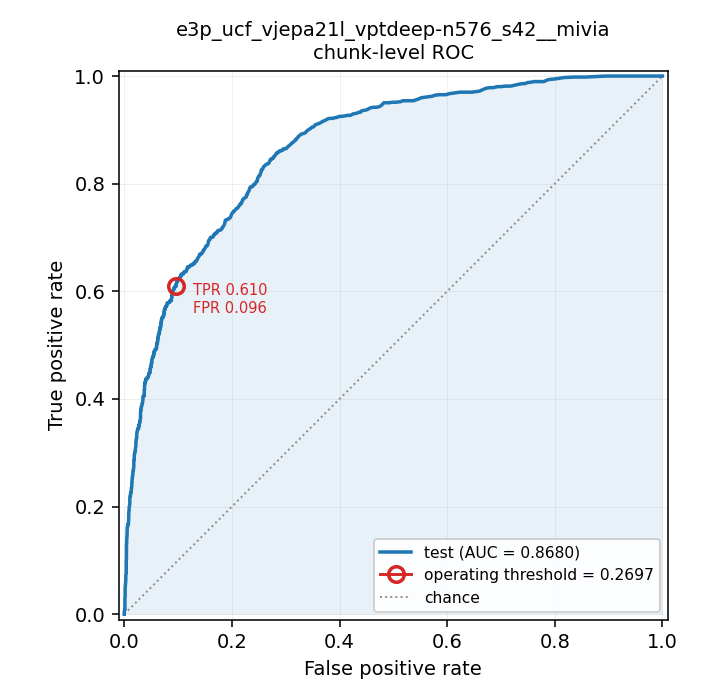 e3p_ucf_vjepa21l_vptdeep-n576_s42__mivia
chunk-level ROC
1.0
0.8
0.6
0.4
0.2
0.0
True positive rate
TPR 0.610
FPR 0.096
test (AUC = 0.8680)
operating threshold = 0.2697
chance
0.0 0.2 0.4 0.6 0.8 1.0
False positive rate